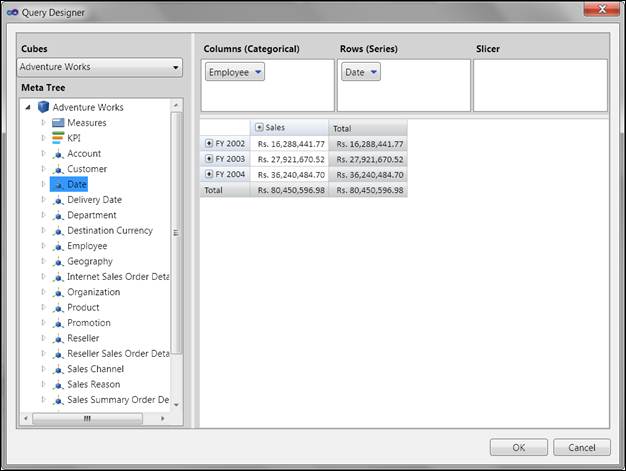 Query Designer
Cubes
Adventure Works
Meta Tree
Adventure Works
Measures
KPI
Account
Customer
Date
Delivery Date
Department
Destination Currency
Employee
Geography
Internet Sales Order Deta
Organization
Product
Promotion
Reseller
Reseller Sales Order Deta
Sales Channel
Sales Reason
Sales Summary Order De
Columns (Categorical) Rows (Series) Slicer
Employee Date
Sales Total
FY 2002 Rs. 16,288,441.77 Rs. 16,288,441.77
FY 2003 Rs. 27,921,670.52 Rs. 27,921,670.52
FY 2004 Rs. 36,240,484.70 Rs. 36,240,484.70
Total Rs. 80,450,596.98 Rs. 80,450,596.98
OK Cancel